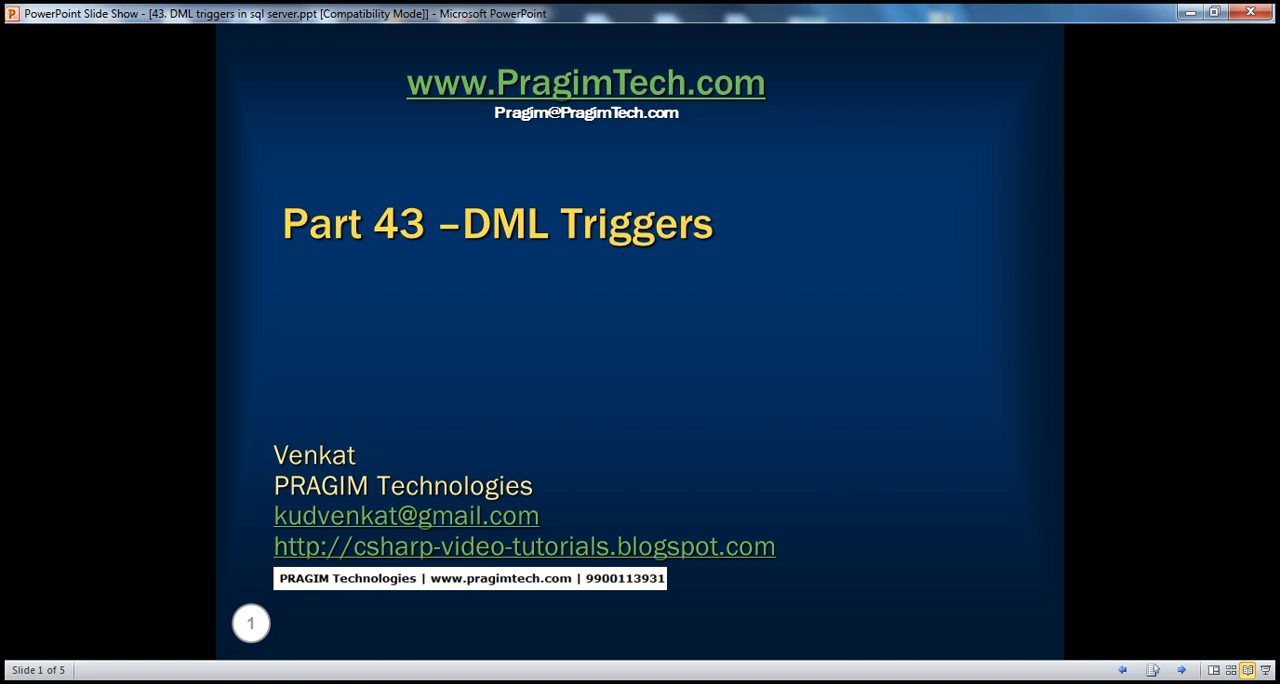 PowerPoint Slide Show - [43. DML triggers in sql server.ppt [Compatibility Mode]] - Microsoft PowerPoint
www.PragimTech.com
Pragim@PragimTech.com
Part 43 –DML Triggers
Venkat
PRAGIM Technologies
kudvenkat@gmail.com
http://csharp-video-tutorials.blogspot.com
PRAGIM Technologies | www.pragimtech.com | 9900113931
1
Slide 1 of 5